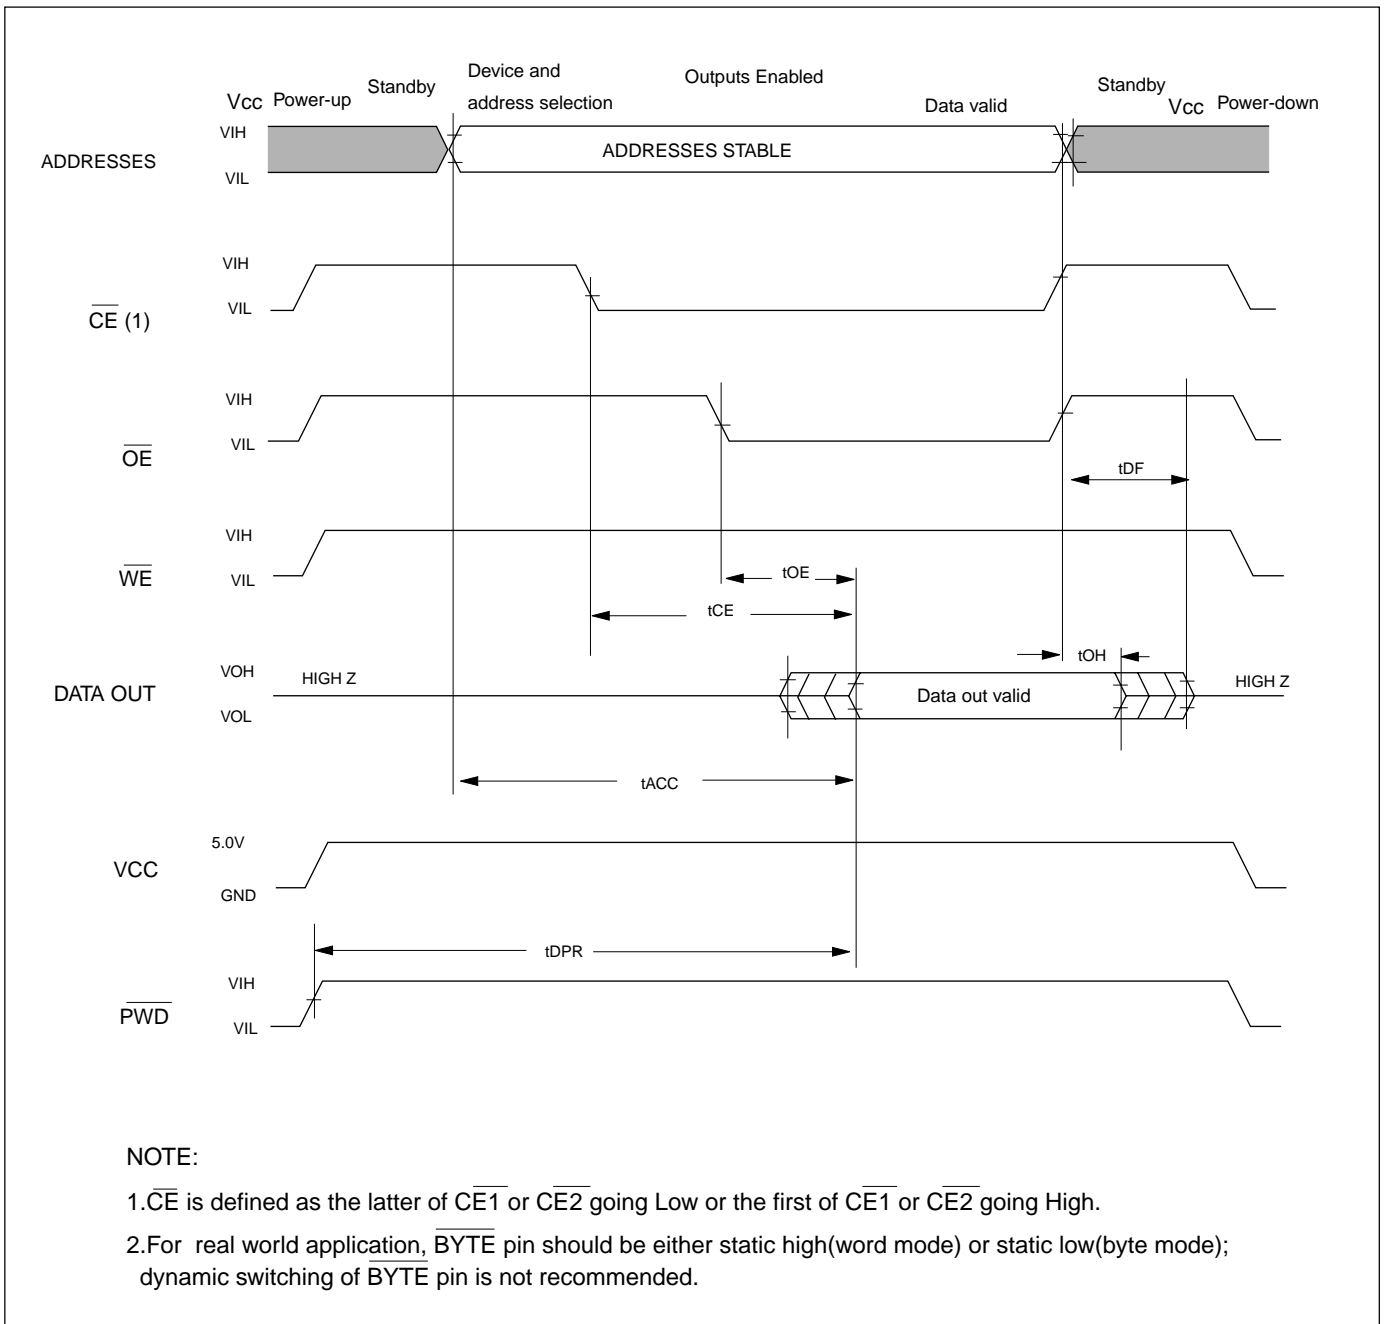 Vcc Power-up Standby Device and address selection Outputs Enabled Data valid Standby Vcc Power-down
ADDRESSES VIH VIL ADDRESSES STABLE
CE (1) VIH VIL
OE VIH VIL tDF
WE VIH VIL tOE
tCE
DATA OUT VOH VOL HIGH Z Data out valid tOH HIGH Z
tACC
VCC 5.0V GND
tDPR
PWD VIH VIL
NOTE:
1.CE is defined as the latter of CE1 or CE2 going Low or the first of CE1 or CE2 going High.
2.For real world application, BYTE pin should be either static high(word mode) or static low(byte mode);
dynamic switching of BYTE pin is not recommended.